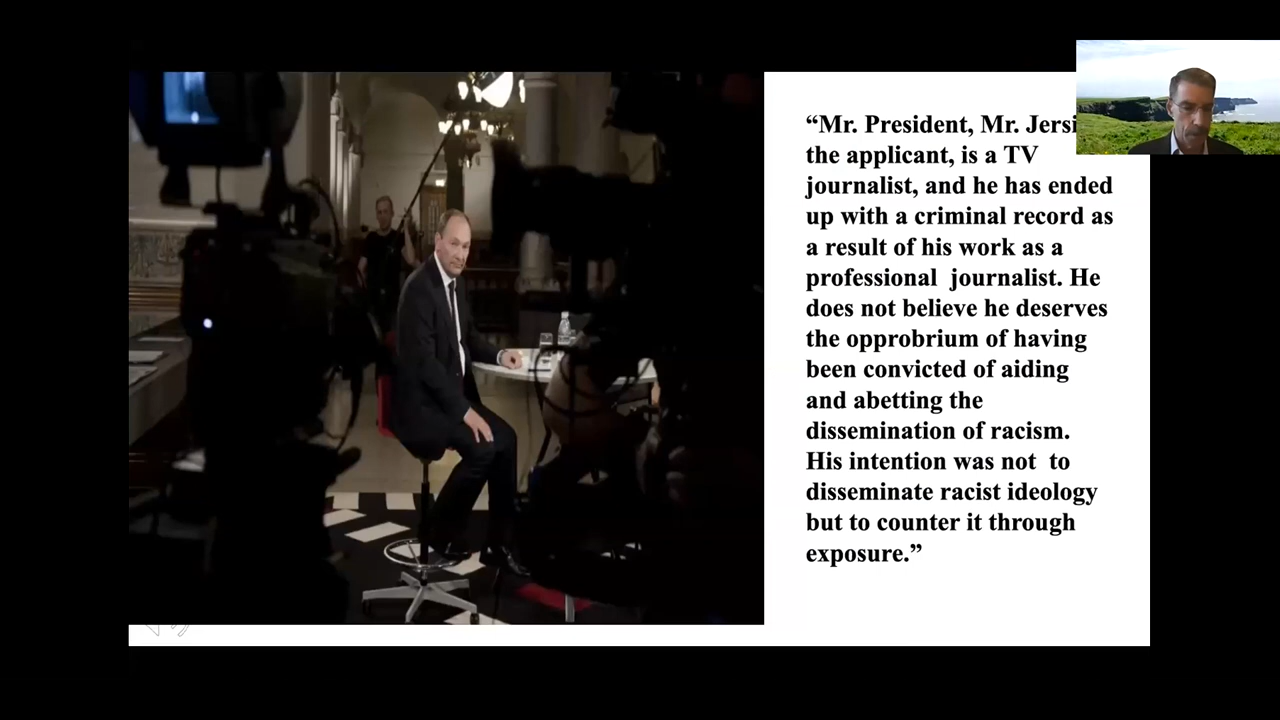 “Mr. President, Mr. Jersi
the applicant, is a TV
journalist, and he has ended
up with a criminal record as
a result of his work as a
professional journalist. He
does not believe he deserves
the opprobrium of having
been convicted of aiding
and abetting the
dissemination of racism.
His intention was not to
disseminate racist ideology
but to counter it through
exposure.”